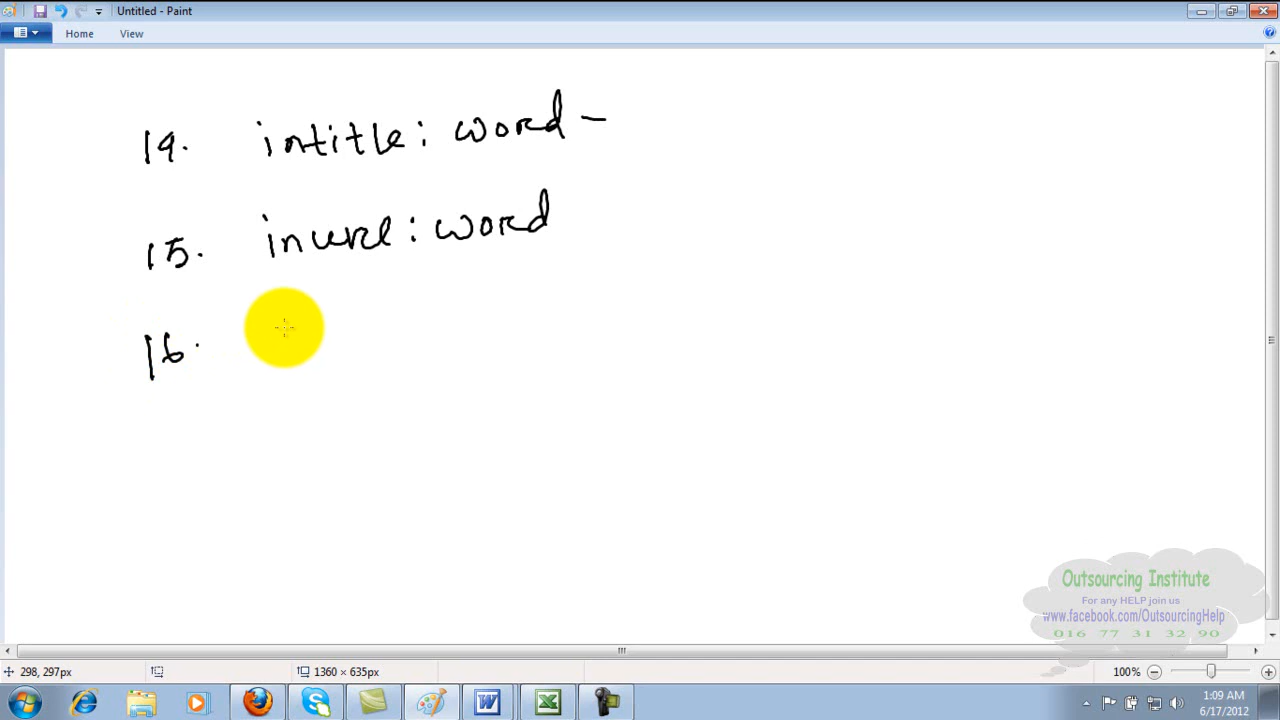 Untitled - Paint
Home View
14. intitle: word -
15. inurl: word
16.
Outsourcing Institute
For any HELP join us
www.facebook.com/OutsourcingHelp
016 77 31 32 90
298, 297px 1360 × 635px 100%
1:09 AM
6/17/2012